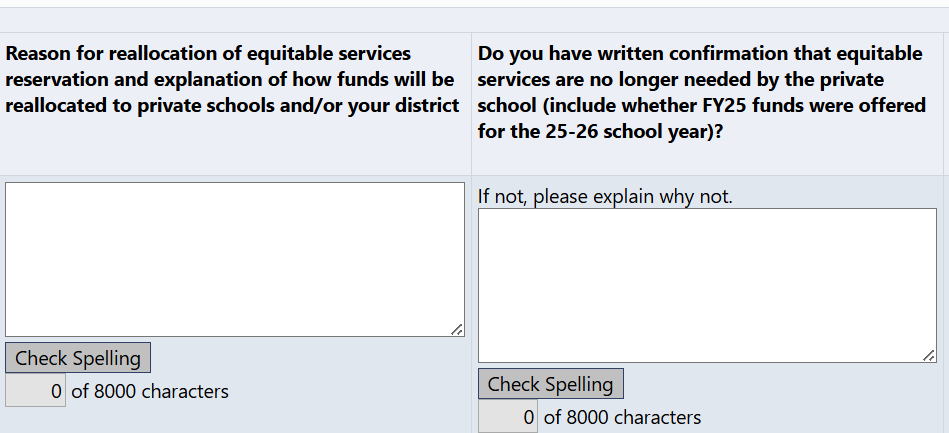 Reason for reallocation of equitable services
reservation and explanation of how funds will be
reallocated to private schools and/or your district
Check Spelling
0 of 8000 characters
Do you have written confirmation that equitable
services are no longer needed by the private
school (include whether FY25 funds were offered
for the 25-26 school year)?
If not, please explain why not.
Check Spelling
0 of 8000 characters